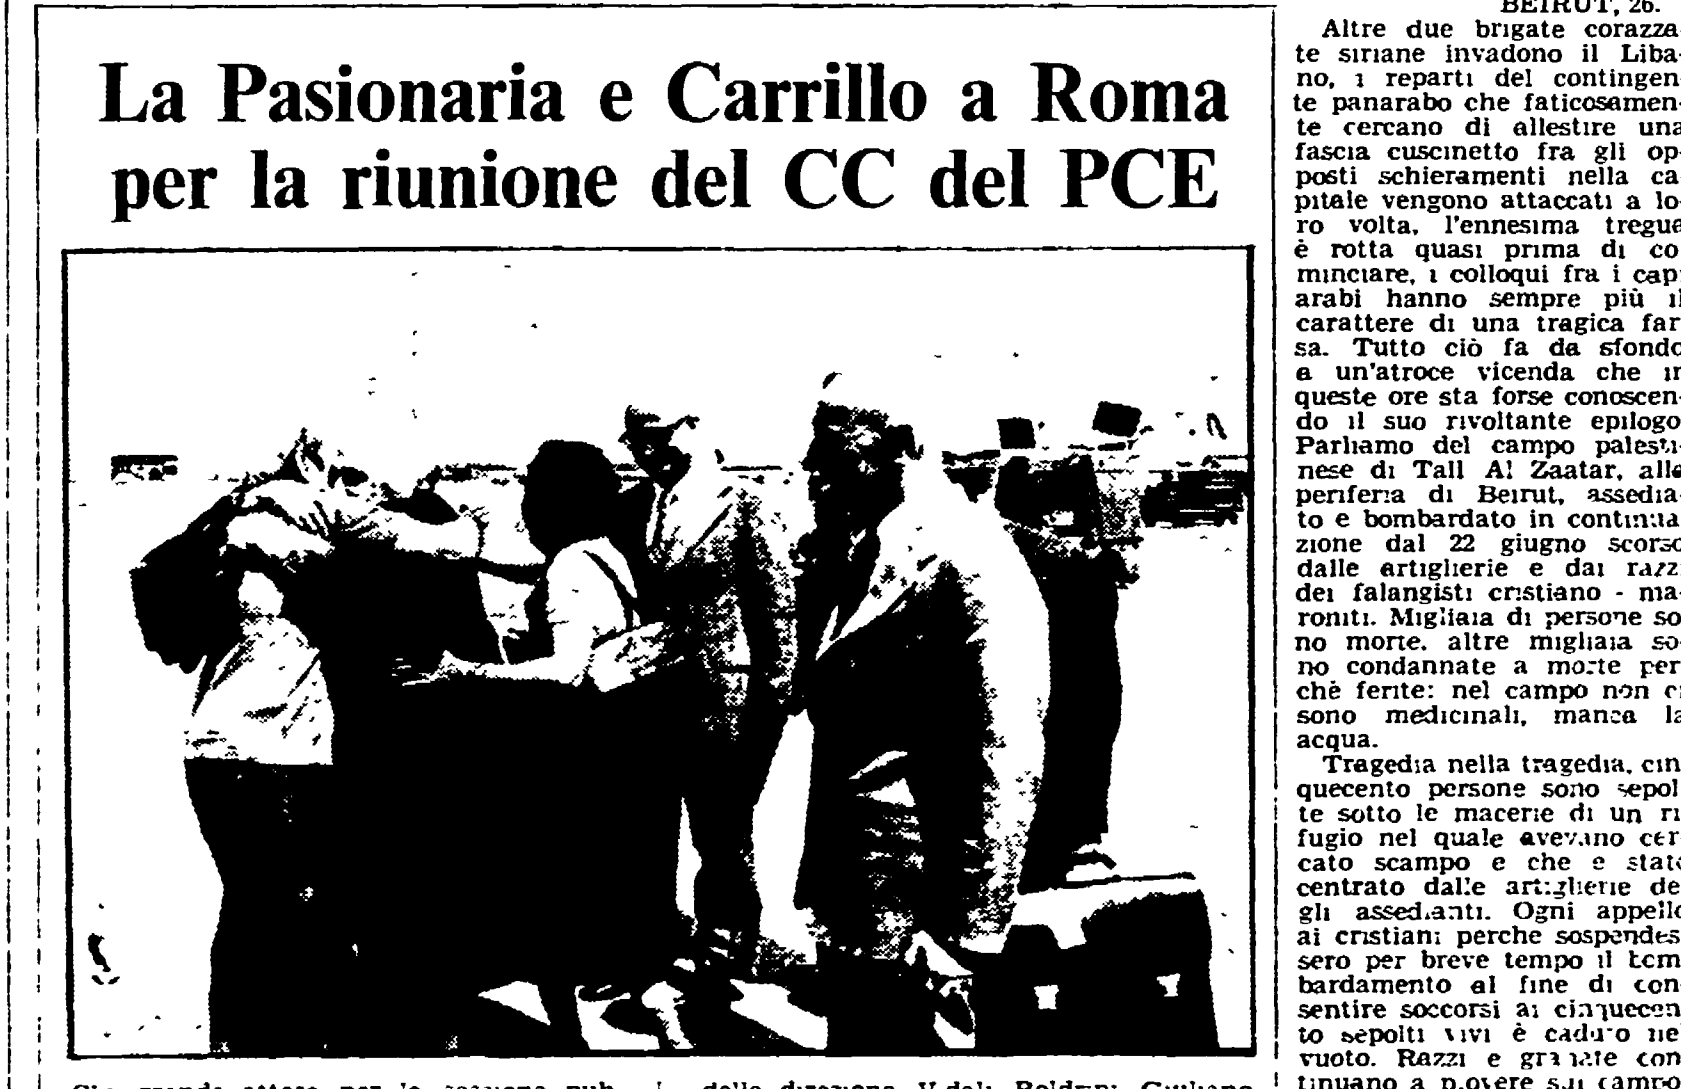 La Pasionaria e Carrillo a Roma
per la riunione del CC del PCE
BEIRUT, 26.
Altre due brigate corazza-
te siriane invadono il Liba-
no, i reparti del contingen-
te panarabo che faticosamen-
te cercano di allestire una
fascia cuscinetto fra gli op-
posti schieramenti nella ca-
pitale vengono attaccati a lo-
ro volta, l'ennesima tregua
è rotta quasi prima di co-
minciare, i colloqui fra i capi
arabi hanno sempre più il
carattere di una tragica far-
sa. Tutto ciò fa da sfondo
a un'atroce vicenda che in
queste ore sta forse conoscen-
do il suo rivoltante epilogo
Parliamo del campo palesti-
nese di Tall Al Zaatar, alla
periferia di Beirut, assedia-
to e bombardato in continua
zione dal 22 giugno scorso
dalle artiglierie e dai razzi
dei falangisti cristiano - ma-
roniti. Migliaia di persone so-
no morte, altre migliaia so-
no condannate a morte per
chè ferite: nel campo non ci
sono medicinali, manca la
acqua.
Tragedia nella tragedia, cin
quecento persone sono sepol
te sotto le macerie di un ri
fugio nel quale avevano cer
cato scampo e che e stato
centrato dalle artiglierie de
gli assedianti. Ogni appello
ai cristiani perche sospendes
sero per breve tempo il bom
bardamento al fine di con-
sentire soccorsi ai cinquecen
to sepolti vivi è caduto nel
vuoto. Razzi e granate con
tinuano a piovere sul campo